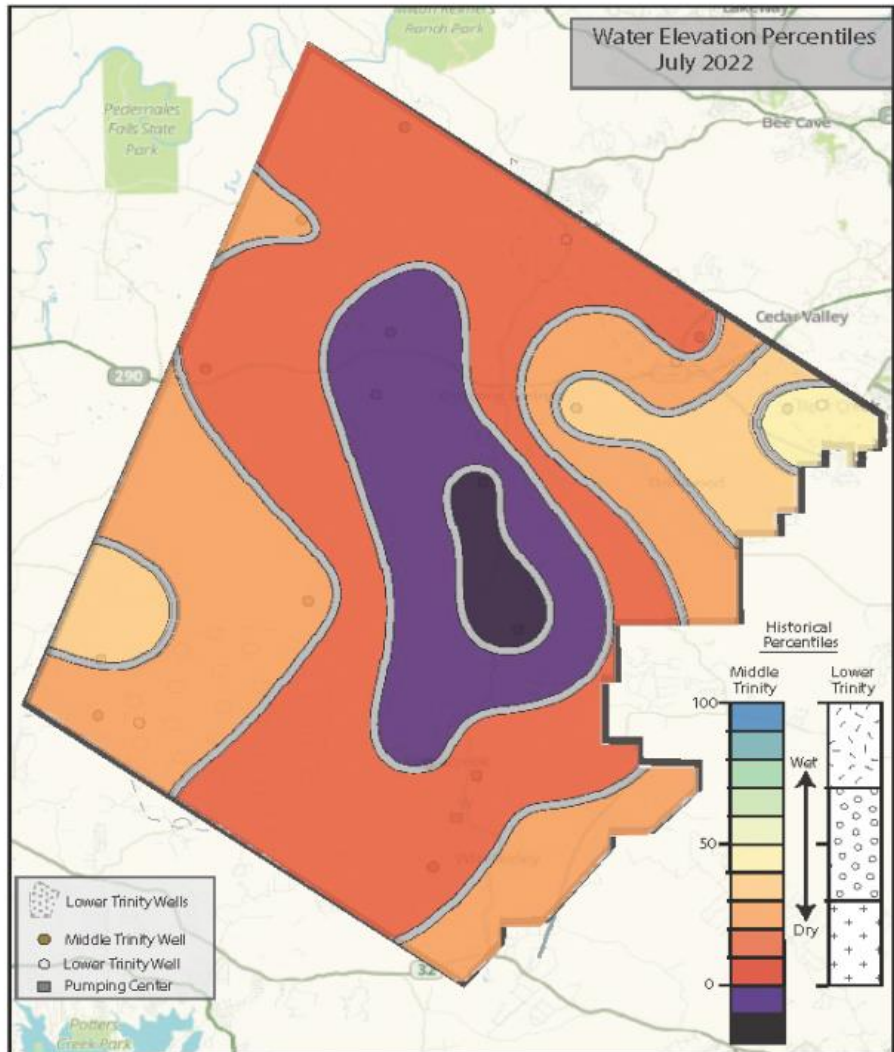 Ranch Park
Lakeway
Water Elevation Percentiles
July 2022
Pedernales
Falls State
Park
Bee Cave
Cedar Valley
290
Historical
Percentiles
Middle
Trinity
Lower
Trinity
100
Wet
50
Dry
0
Lower Trinity Wells
Middle Trinity Well
Lower Trinity Well
Pumping Center
32
Potters
Creek Park